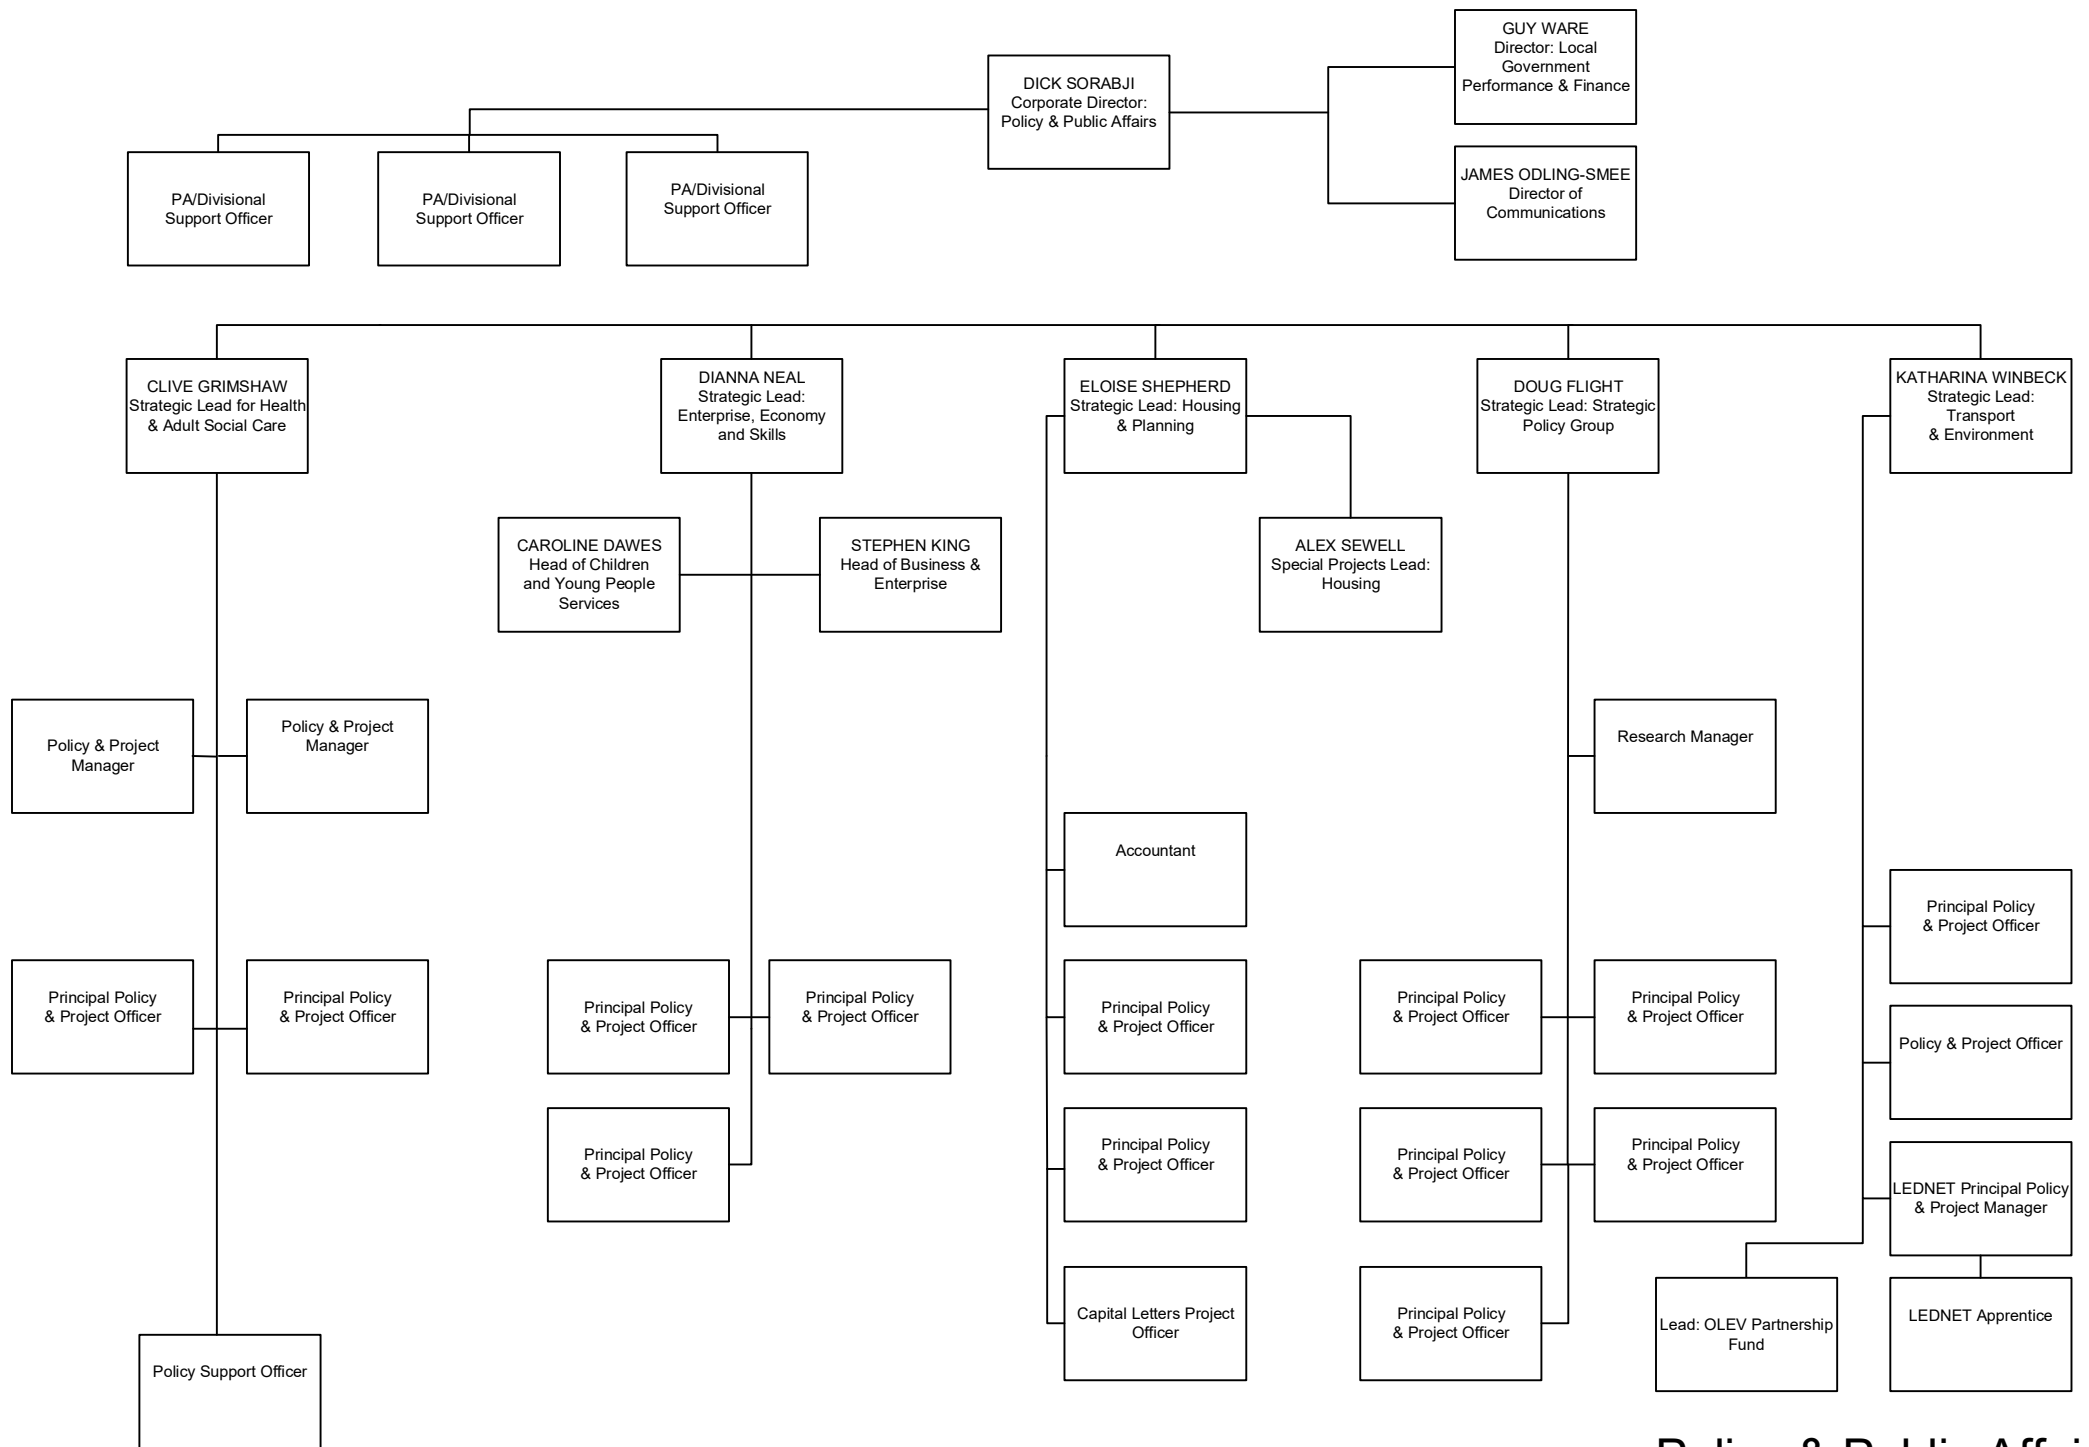 GUY WARE
Director: Local
Government
Performance & Finance
DICK SORABJI
Corporate Director:
Policy & Public Affairs
JAMES ODLING-SMEE
Director of
Communications
PA/Divisional
Support Officer
PA/Divisional
Support Officer
PA/Divisional
Support Officer
CLIVE GRIMSHAW
Strategic Lead for Health
& Adult Social Care
DIANNA NEAL
Strategic Lead:
Enterprise, Economy
and Skills
ELOISE SHEPHERD
Strategic Lead: Housing
& Planning
DOUG FLIGHT
Strategic Lead: Strategic
Policy Group
KATHARINA WINBECK
Strategic Lead:
Transport
& Environment
CAROLINE DAWES
Head of Children
and Young People
Services
STEPHEN KING
Head of Business &
Enterprise
ALEX SEWELL
Special Projects Lead:
Housing
Policy & Project
Manager
Policy & Project
Manager
Research Manager
Accountant
Principal Policy
& Project Officer
Principal Policy
& Project Officer
Principal Policy
& Project Officer
Principal Policy
& Project Officer
Principal Policy
& Project Officer
Principal Policy
& Project Officer
Principal Policy
& Project Officer
Principal Policy
& Project Officer
Policy & Project Officer
Principal Policy
& Project Officer
Principal Policy
& Project Officer
Principal Policy
& Project Officer
Principal Policy
& Project Officer
LEDNET Principal Policy
& Project Manager
Capital Letters Project
Officer
Principal Policy
& Project Officer
Lead: OLEV Partnership
Fund
LEDNET Apprentice
Policy Support Officer
Policy & Public Affai